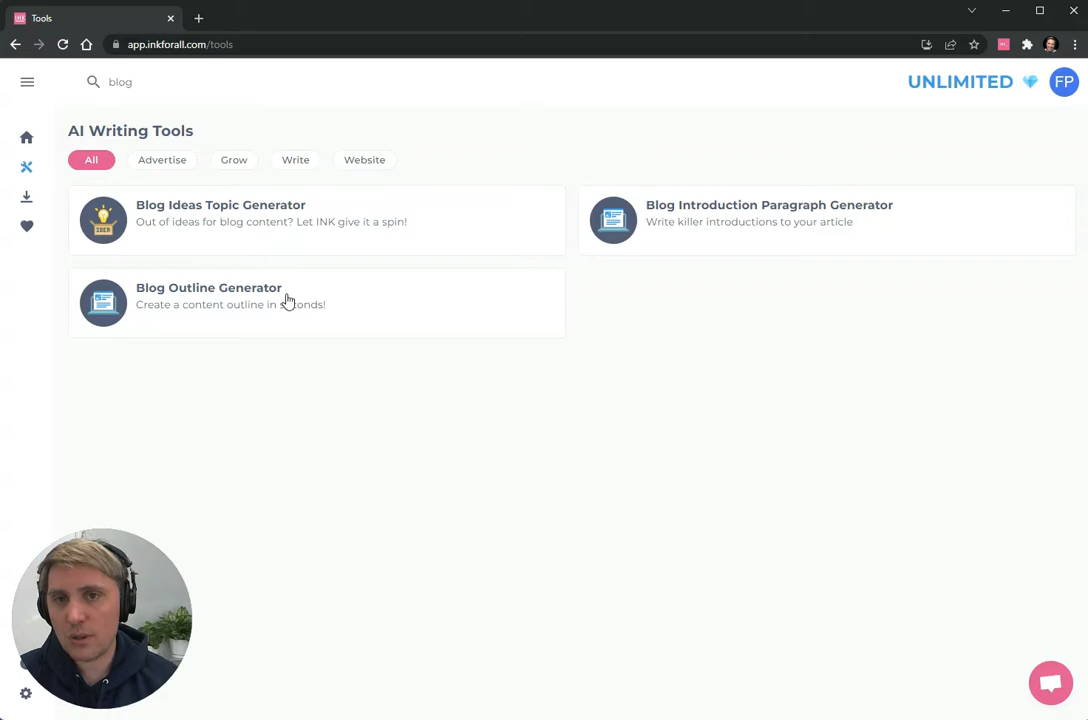 Tools
app.inkforall.com/tools
blog
UNLIMITED
FP
AI Writing Tools
All
Advertise
Grow
Write
Website
Blog Ideas Topic Generator
Out of ideas for blog content? Let INK give it a spin!
IDEA
Blog Introduction Paragraph Generator
Write killer introductions to your article
Blog Outline Generator
Create a content outline in seconds!